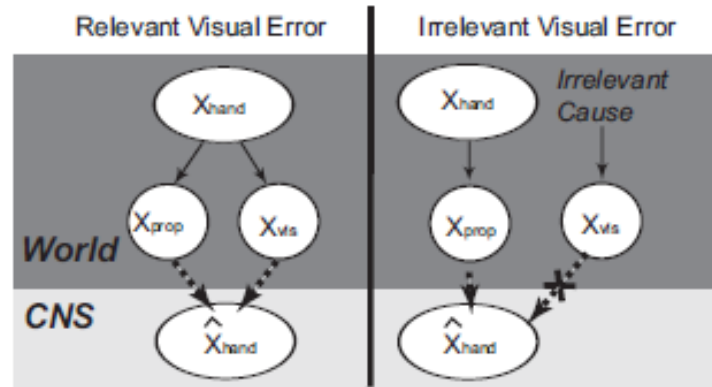 Relevant Visual Error
Irrelevant Visual Error
Xhand
Xhand
Irrelevant
Cause
Xprop
Xvis
Xprop
Xvis
World
CNS
X̂hand
X̂hand